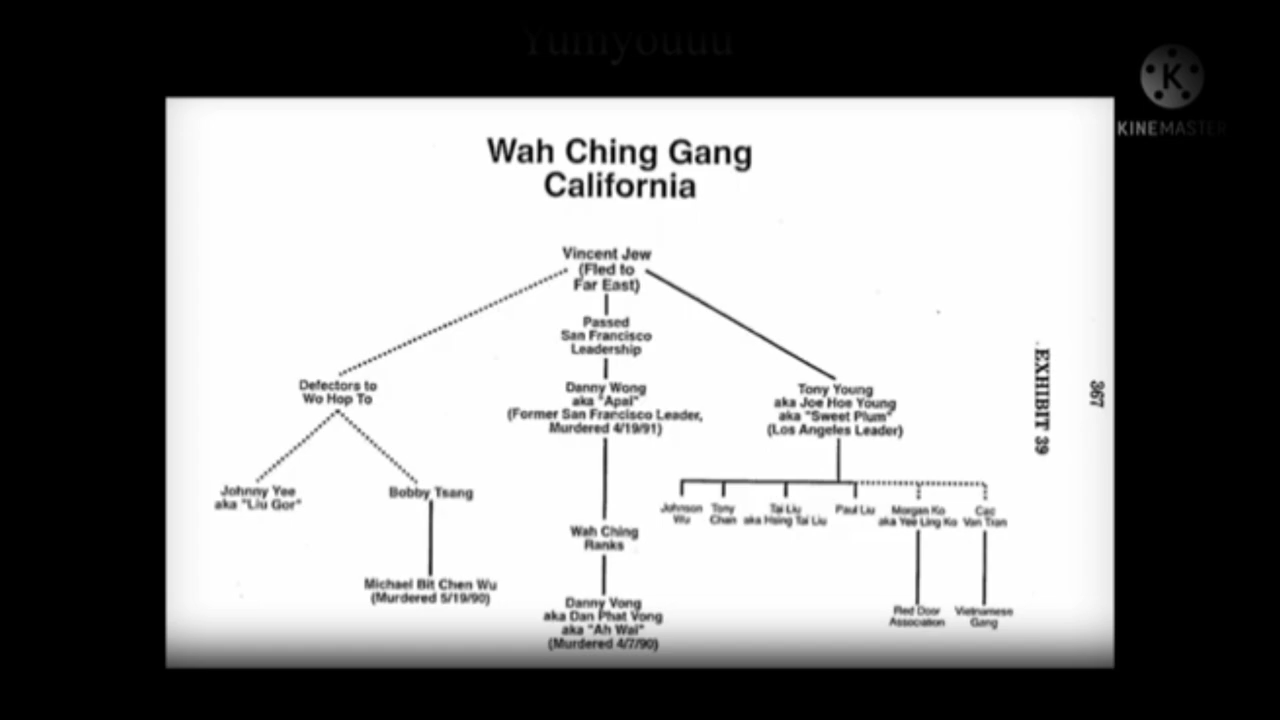 Yumyouuu
KINEMASTER
Wah Ching Gang
California
Vincent Jew
(Fled to
Far East)
Passed
San Francisco
Leadership
Defectors to
Wo Hop To
Danny Wong
aka "Apai"
(Former San Francisco Leader,
Murdered 4/19/91)
Tony Young
aka Joe Hoe Young
aka "Sweet Plum"
(Los Angeles Leader)
Johnny Yee
aka "Liu Gor"
Bobby Tsang
Michael Bit Chen Wu
(Murdered 5/19/90)
Wah Ching
Ranks
Danny Vong
aka Dan Phat Vong
aka "Ah Wai"
(Murdered 4/7/90)
Johnson
Wu
Tony
Chan
Tai Liu
aka Hsing Tai Liu
Paul Liu
Morgan Ko
aka Yee Ling Ko
Cac
Van Tran
Red Door
Association
Vietnamese
Gang
EXHIBIT 39
367